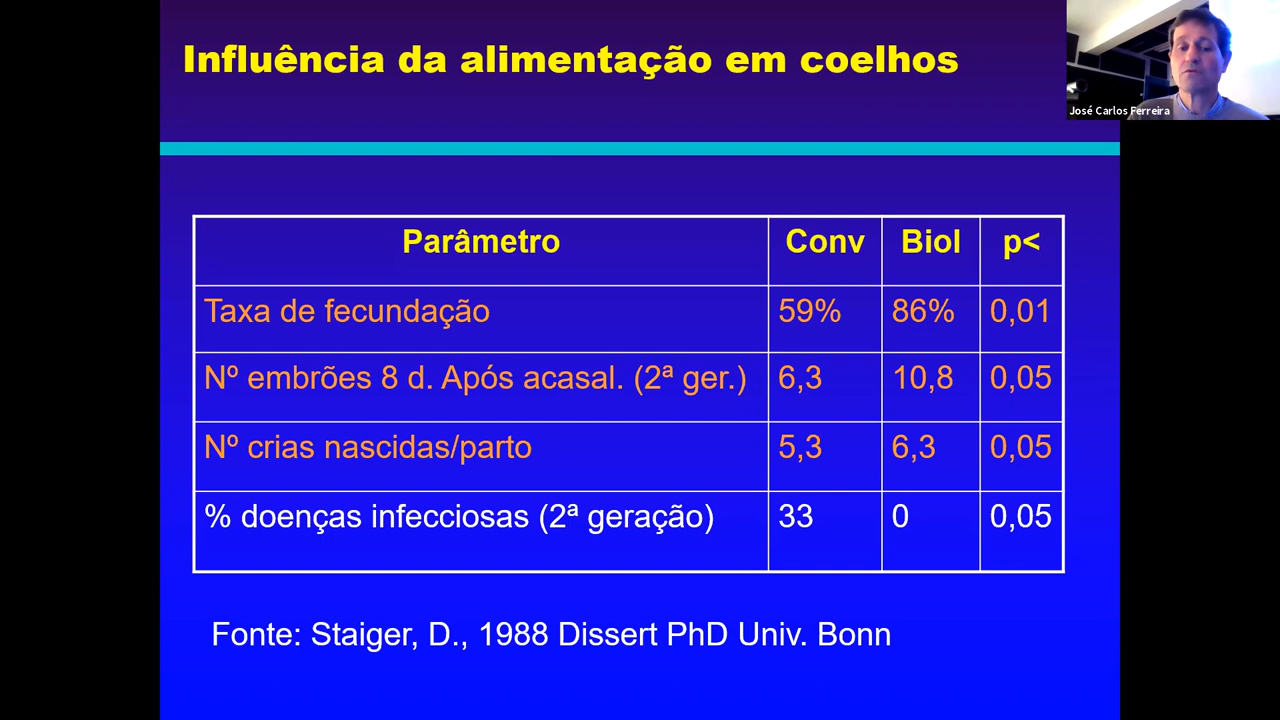 Influência da alimentação em coelhos
José Carlos Ferreira
Parâmetro Conv Biol p<
Taxa de fecundação 59% 86% 0,01
Nº embrões 8 d. Após acasal. (2ª ger.) 6,3 10,8 0,05
Nº crias nascidas/parto 5,3 6,3 0,05
% doenças infecciosas (2ª geração) 33 0 0,05
Fonte: Staiger, D., 1988 Dissert PhD Univ. Bonn